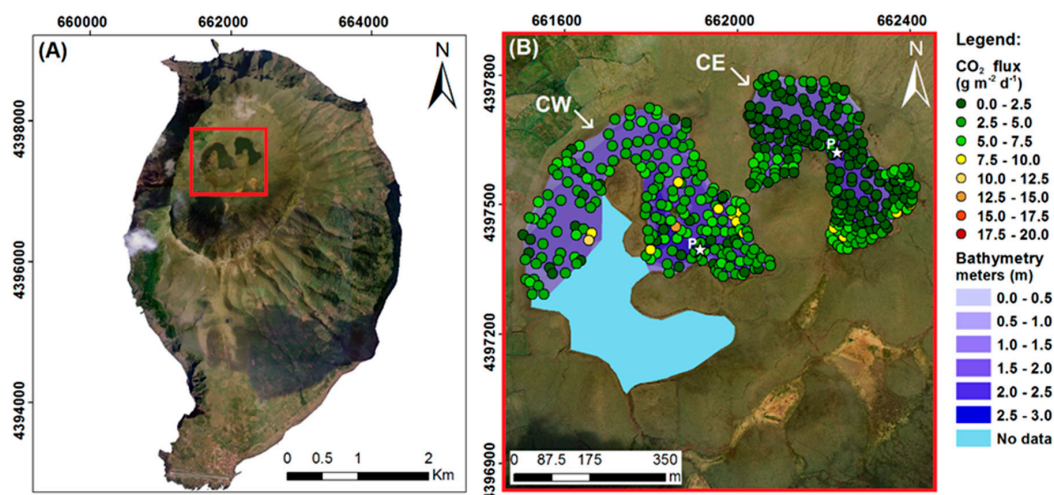 660000 662000 664000
(A)
N
4398000
4396000
4394000
0 0.5 1 2
Km
661600 662000 662400
(B)
N
CE
CW
P
P
4397800
4397500
4397200
4396900
0 87.5 175 350
m
Legend:
CO₂ flux
(g m⁻² d⁻¹)
0.0 - 2.5
2.5 - 5.0
5.0 - 7.5
7.5 - 10.0
10.0 - 12.5
12.5 - 15.0
15.0 - 17.5
17.5 - 20.0
Bathymetry
meters (m)
0.0 - 0.5
0.5 - 1.0
1.0 - 1.5
1.5 - 2.0
2.0 - 2.5
2.5 - 3.0
No data